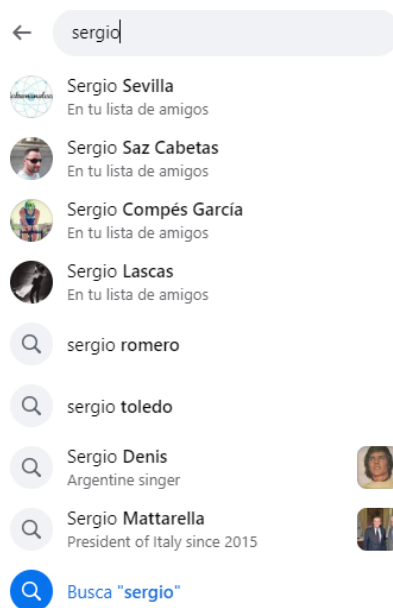 sergio
Sergio Sevilla
En tu lista de amigos
Sergio Saz Cabetas
En tu lista de amigos
Sergio Compés García
En tu lista de amigos
Sergio Lascas
En tu lista de amigos
sergio romero
sergio toledo
Sergio Denis
Argentine singer
Sergio Mattarella
President of Italy since 2015
Busca "sergio"